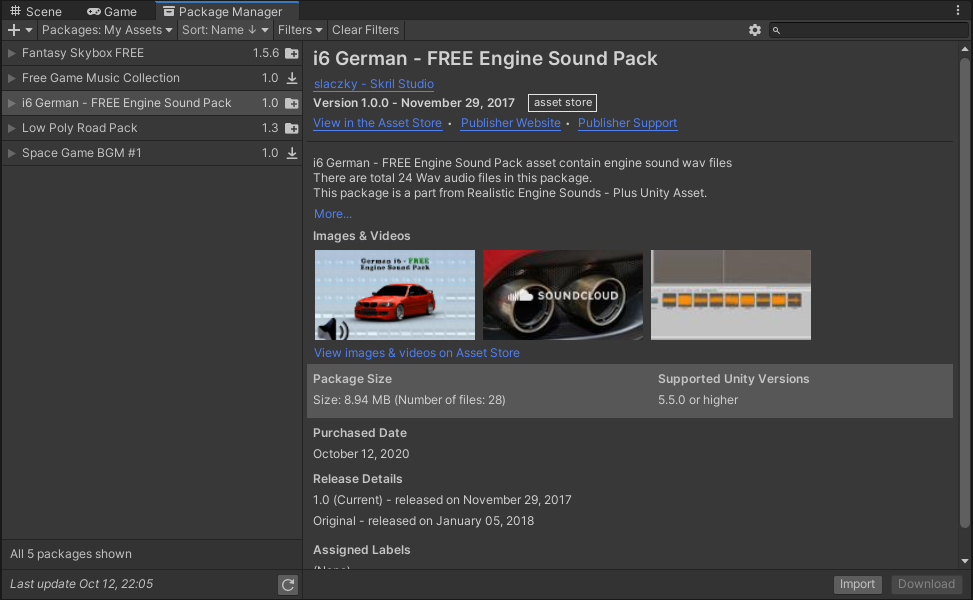 Scene Game Package Manager
Packages: My Assets Sort: Name ↓ Filters Clear Filters
Fantasy Skybox FREE 1.5.6
Free Game Music Collection 1.0
i6 German - FREE Engine Sound Pack 1.0
Low Poly Road Pack 1.3
Space Game BGM #1 1.0
All 5 packages shown
Last update Oct 12, 22:05
i6 German - FREE Engine Sound Pack
slaczky - Skril Studio
Version 1.0.0 - November 29, 2017 asset store
View in the Asset Store • Publisher Website • Publisher Support
i6 German - FREE Engine Sound Pack asset contain engine sound wav files
There are total 24 Wav audio files in this package.
This package is a part from Realistic Engine Sounds - Plus Unity Asset.
More...
Images & Videos
German i6 - FREE
Engine Sound Pack
SOUNDCLOUD
View images & videos on Asset Store
Package Size Supported Unity Versions
Size: 8.94 MB (Number of files: 28) 5.5.0 or higher
Purchased Date
October 12, 2020
Release Details
1.0 (Current) - released on November 29, 2017
Original - released on January 05, 2018
Assigned Labels
(None)
Import Download